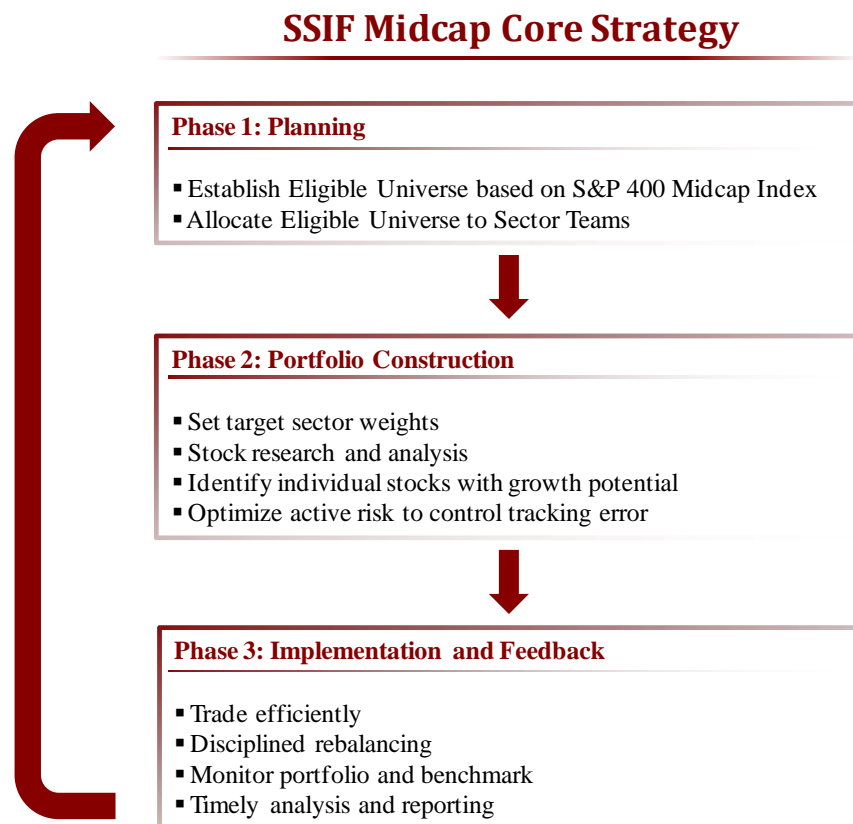 SSIF Midcap Core Strategy
Phase 1: Planning
▪ Establish Eligible Universe based on S&P 400 Midcap Index
▪ Allocate Eligible Universe to Sector Teams
Phase 2: Portfolio Construction
▪ Set target sector weights
▪ Stock research and analysis
▪ Identify individual stocks with growth potential
▪ Optimize active risk to control tracking error
Phase 3: Implementation and Feedback
▪ Trade efficiently
▪ Disciplined rebalancing
▪ Monitor portfolio and benchmark
▪ Timely analysis and reporting